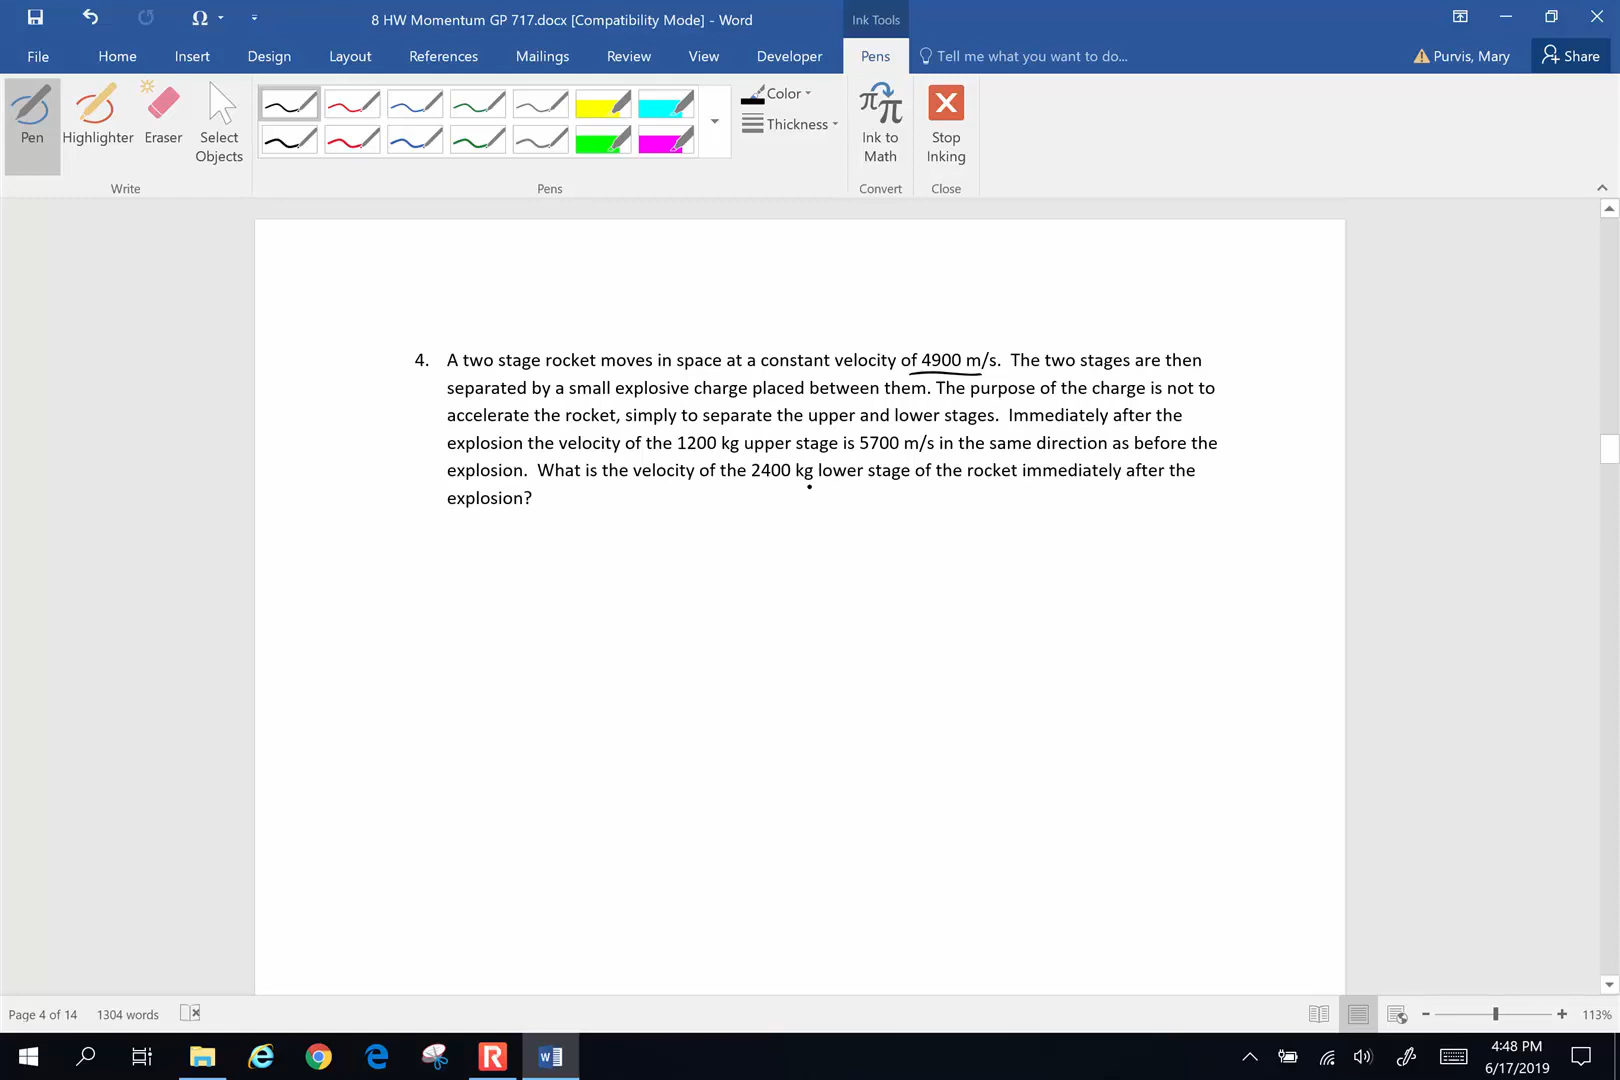 8 HW Momentum GP 717.docx [Compatibility Mode] - Word
Ink Tools
File Home Insert Design Layout References Mailings Review View Developer Pens Tell me what you want to do... Purvis, Mary Share
Pen Highlighter Eraser Select Objects
Color
Thickness
Ink to Math
Stop Inking
Write Pens Convert Close
4. A two stage rocket moves in space at a constant velocity of 4900 m/s. The two stages are then
separated by a small explosive charge placed between them. The purpose of the charge is not to
accelerate the rocket, simply to separate the upper and lower stages. Immediately after the
explosion the velocity of the 1200 kg upper stage is 5700 m/s in the same direction as before the
explosion. What is the velocity of the 2400 kg lower stage of the rocket immediately after the
explosion?
Page 4 of 14 1304 words 113%
4:48 PM
6/17/2019